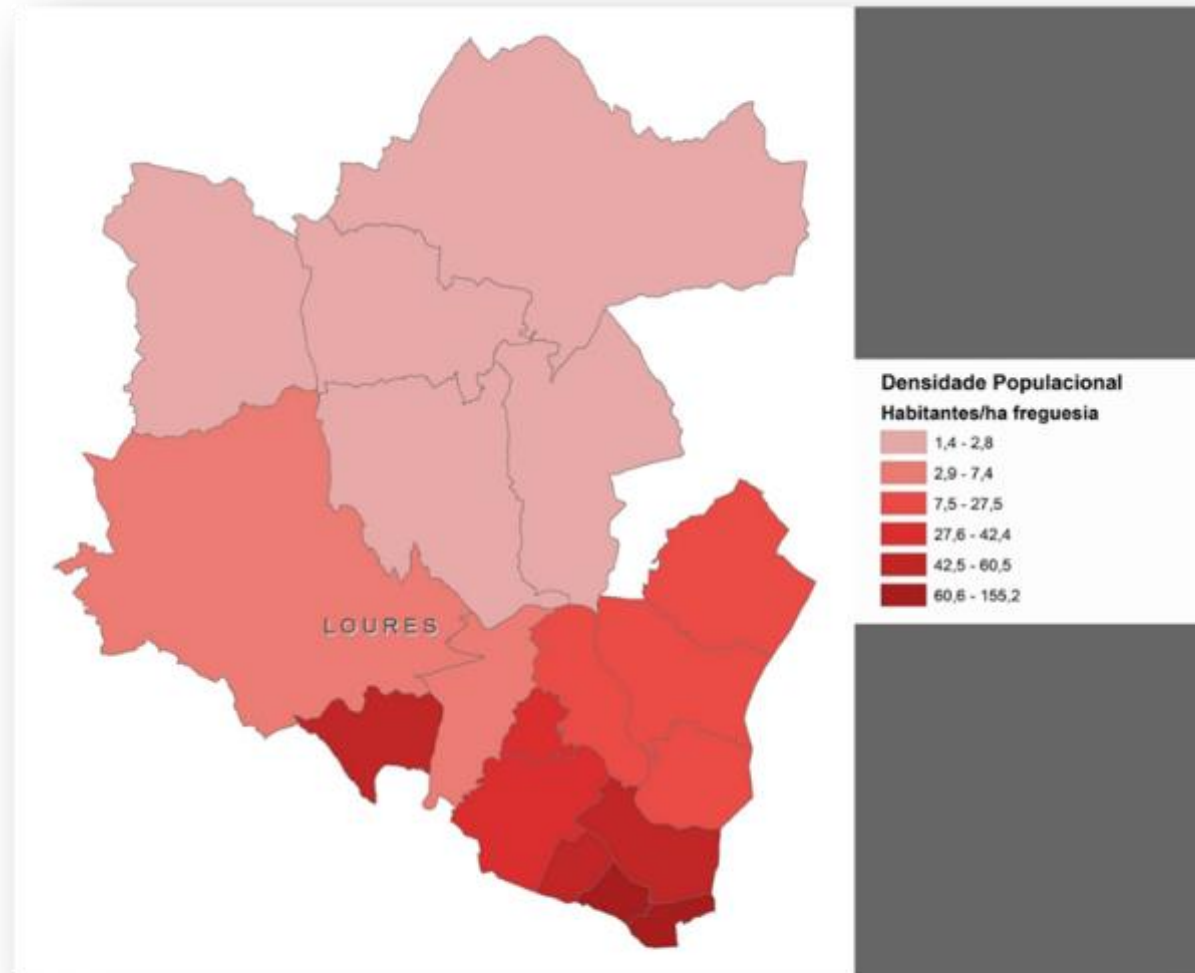 LOURES
Densidade Populacional
Habitantes/ha freguesia
1,4 - 2,8
2,9 - 7,4
7,5 - 27,5
27,6 - 42,4
42,5 - 60,5
60,6 - 155,2